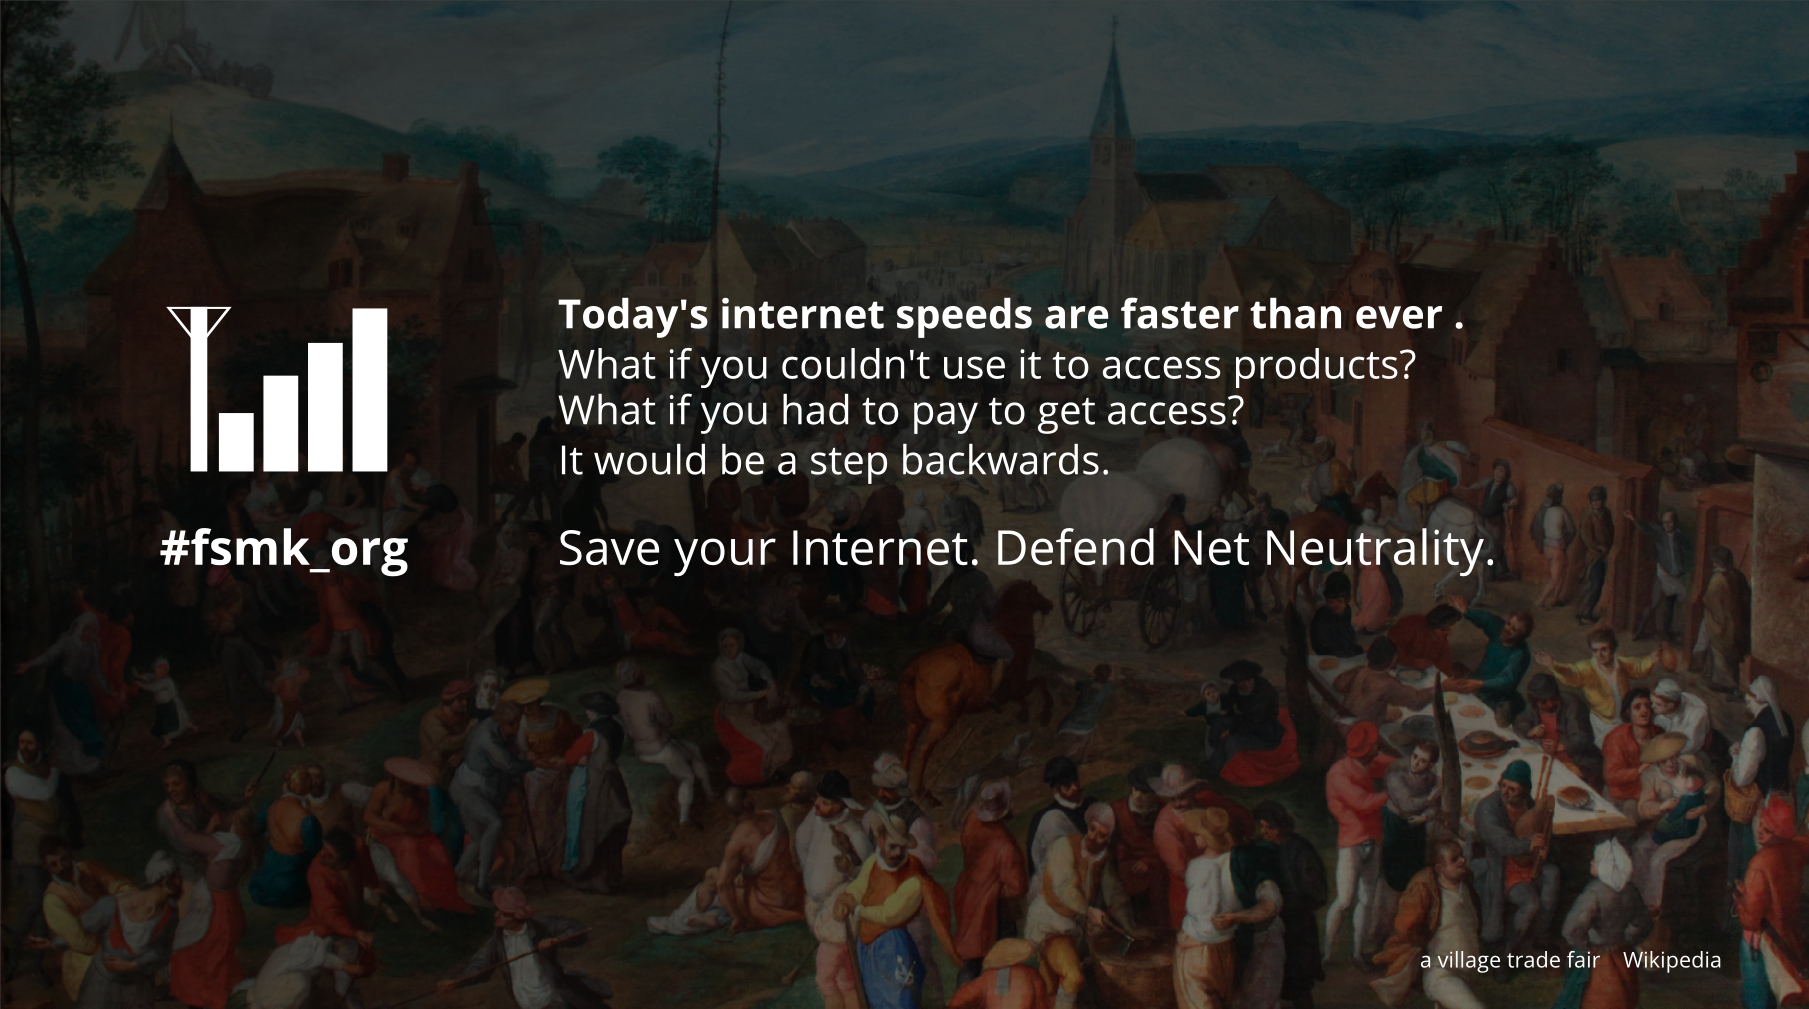 Today's internet speeds are faster than ever .
What if you couldn't use it to access products?
What if you had to pay to get access?
It would be a step backwards.
#fsmk_org
Save your Internet. Defend Net Neutrality.
a village trade fair Wikipedia